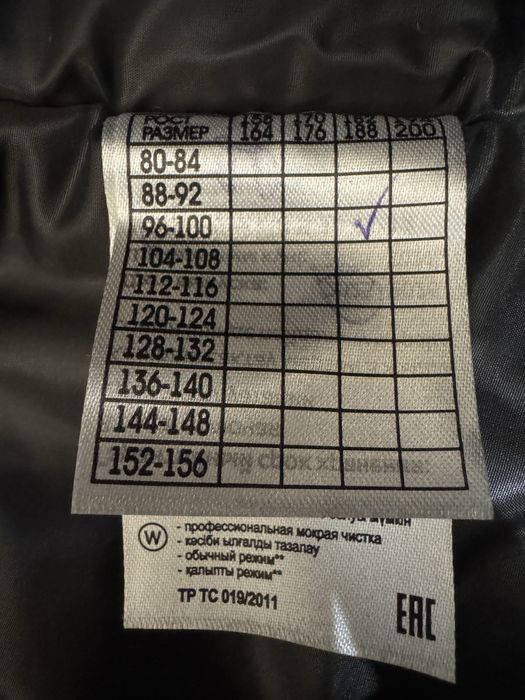 РОСТ 158 170 182
РАЗМЕР 164 176 188 200
80-84
88-92
96-100
104-108
112-116
120-124
128-132
136-140
144-148
152-156
W
- профессиональная мокрая чистка
- кәсіби ылғалды тазалау
- обычный режим**
- қалыпты режим**
ТР ТС 019/2011
EAC